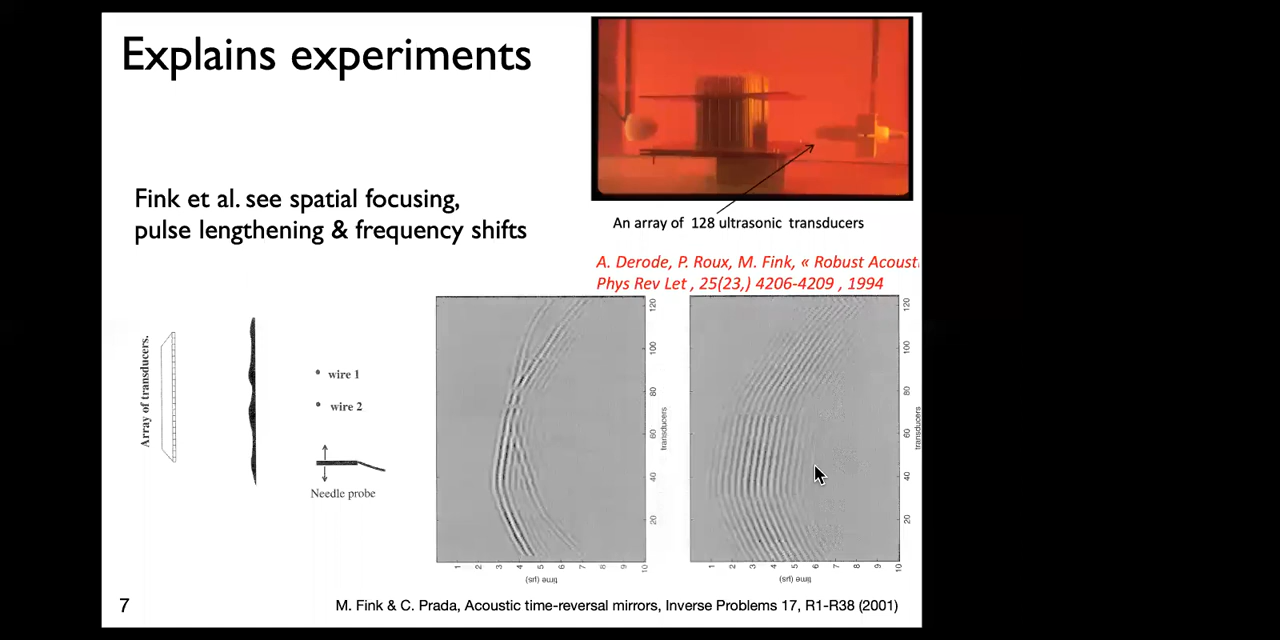 Explains experiments
Fink et al. see spatial focusing,
pulse lengthening & frequency shifts
An array of 128 ultrasonic transducers
A. Derode, P. Roux, M. Fink, « Robust Acoust
Phys Rev Let , 25(23,) 4206-4209 , 1994
Array of transducers.
wire 1
wire 2
Needle probe
120
100
80
60
40
20
transducers
1 2 3 4 5 6 7 8 9 10
time (µs)
120
100
80
60
40
20
transducers
1 2 3 4 5 6 7 8 9 10
time (µs)
7
M. Fink & C. Prada, Acoustic time-reversal mirrors, Inverse Problems 17, R1-R38 (2001)